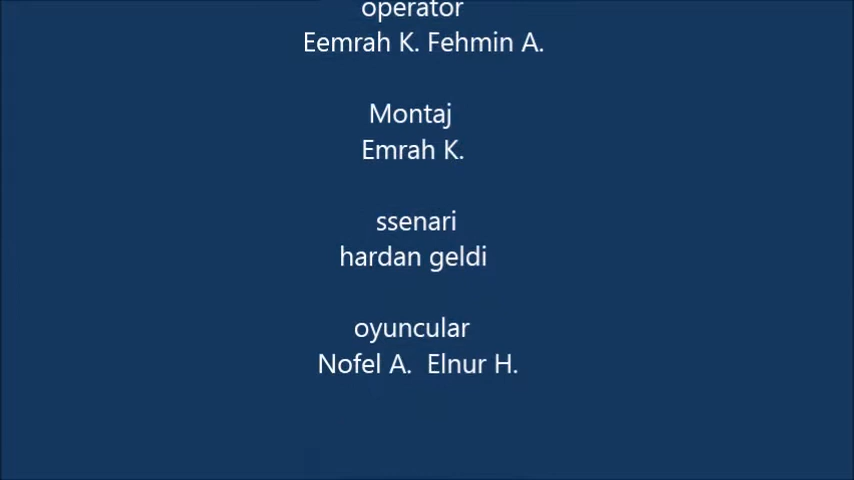 operator
Eemrah K. Fehmin A.
Montaj
Emrah K.
ssenari
hardan geldi
oyuncular
Nofel A.  Elnur H.